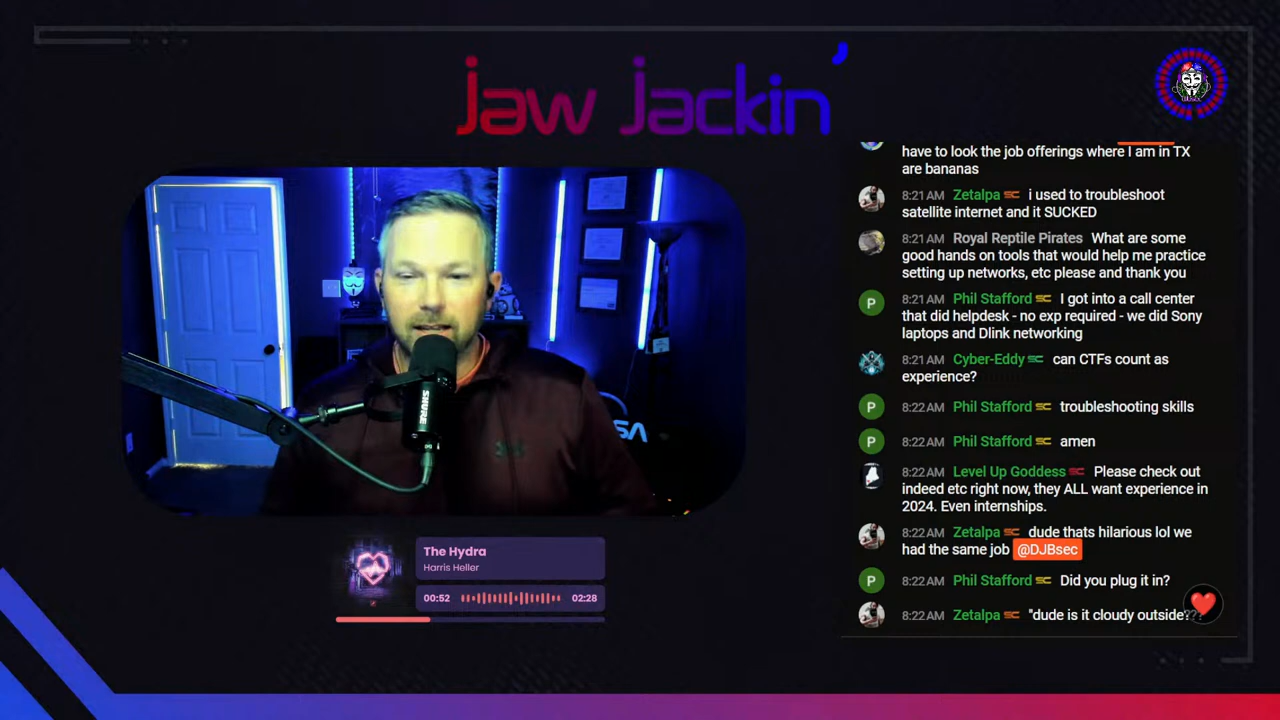 jaw jackin'
have to look the job offerings where I am in TX
are bananas
8:21 AM Zetalpa i used to troubleshoot
satellite internet and it SUCKED
8:21 AM Royal Reptile Pirates What are some
good hands on tools that would help me practice
setting up networks, etc please and thank you
P 8:21 AM Phil Stafford I got into a call center
that did helpdesk - no exp required - we did Sony
laptops and Dlink networking
8:21 AM Cyber-Eddy can CTFs count as
experience?
P 8:22 AM Phil Stafford troubleshooting skills
P 8:22 AM Phil Stafford amen
8:22 AM Level Up Goddess Please check out
indeed etc right now, they ALL want experience in
2024. Even internships.
8:22 AM Zetalpa dude thats hilarious lol we
had the same job @DJBsec
P 8:22 AM Phil Stafford Did you plug it in?
8:22 AM Zetalpa "dude is it cloudy outside???
SHURE
The Hydra
Harris Heller
00:52 02:28